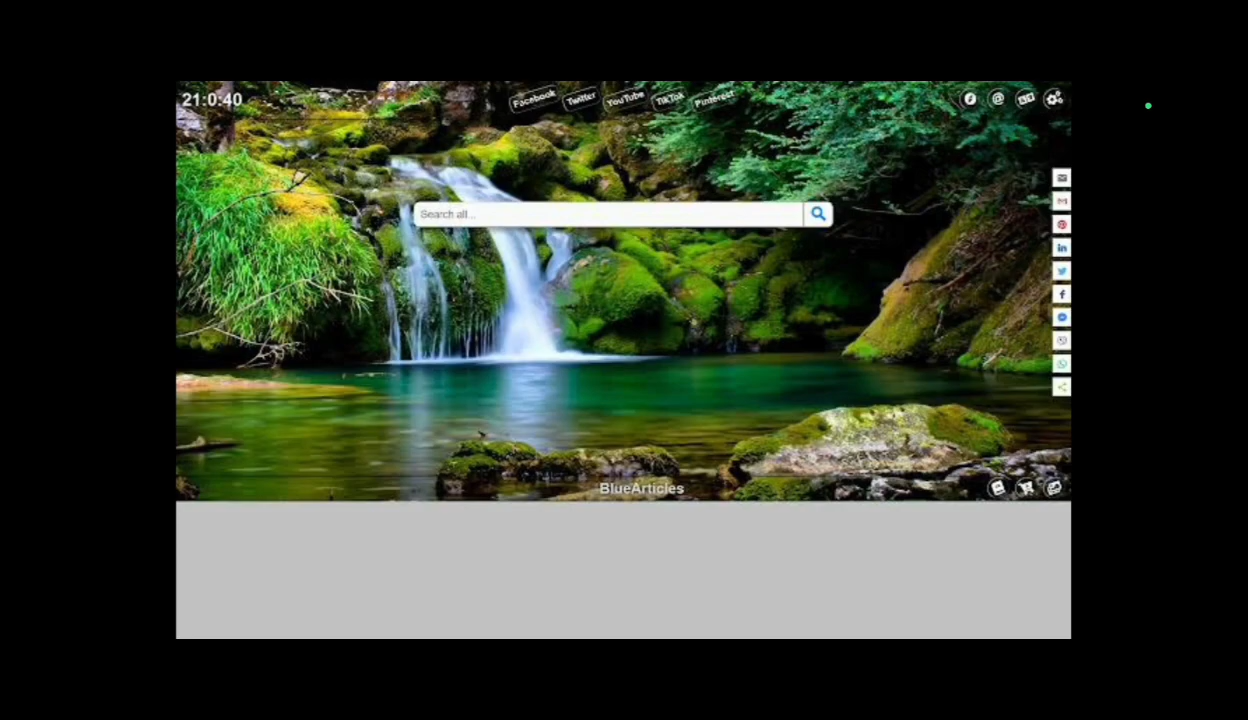 21:0:40
Facebook
Twitter
YouTube
TikTok
Pinterest
Search all...
BlueArticles